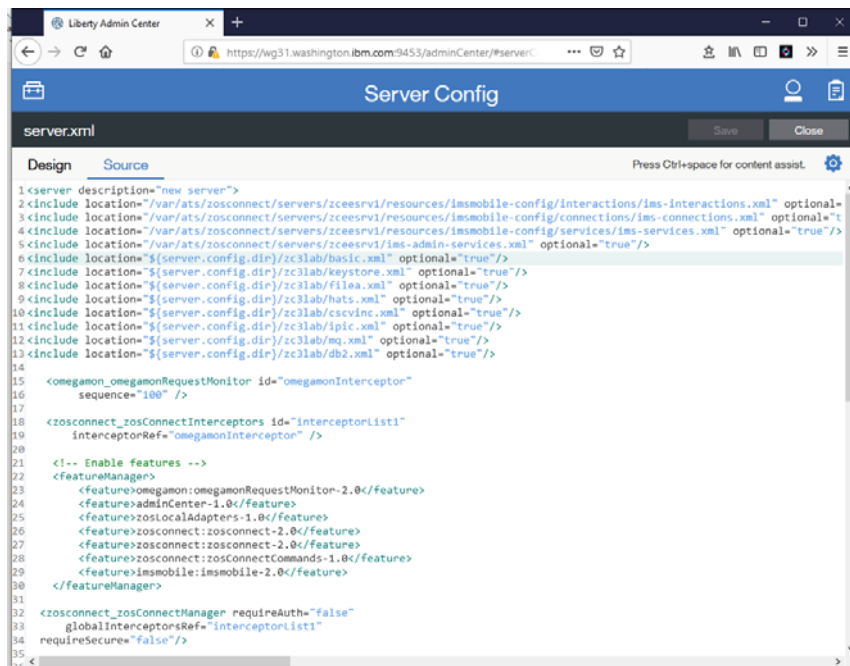 Liberty Admin Center
https://wg31.washington.ibm.com:9453/adminCenter/#serverC
Server Config
server.xml
Save
Close
Design
Source
Press Ctrl+space for content assist.
1 <server description="new server">
2 <include location="/var/ats/zosconnect/servers/zceesrv1/resources/imsmobile-config/interactions/ims-interactions.xml" optional=
3 <include location="/var/ats/zosconnect/servers/zceesrv1/resources/imsmobile-config/connections/ims-connections.xml" optional="t
4 <include location="/var/ats/zosconnect/servers/zceesrv1/resources/imsmobile-config/services/ims-services.xml" optional="true"/>
5 <include location="/var/ats/zosconnect/servers/zceesrv1/ims-admin-services.xml" optional="true"/>
6 <include location="${server.config.dir}/zc3lab/basic.xml" optional="true"/>
7 <include location="${server.config.dir}/zc3lab/keystore.xml" optional="true"/>
8 <include location="${server.config.dir}/zc3lab/filea.xml" optional="true"/>
9 <include location="${server.config.dir}/zc3lab/hats.xml" optional="true"/>
10 <include location="${server.config.dir}/zc3lab/cscvinc.xml" optional="true"/>
11 <include location="${server.config.dir}/zc3lab/ipic.xml" optional="true"/>
12 <include location="${server.config.dir}/zc3lab/mq.xml" optional="true"/>
13 <include location="${server.config.dir}/zc3lab/db2.xml" optional="true"/>
14
15 <omegamon_omegamonRequestMonitor id="omegamonInterceptor"
16 sequence="100" />
17
18 <zosconnect_zosConnectInterceptors id="interceptorList1"
19 interceptorRef="omegamonInterceptor" />
20
21 <!-- Enable features -->
22 <featureManager>
23 <feature>omegamon:omegamonRequestMonitor-2.0</feature>
24 <feature>adminCenter-1.0</feature>
25 <feature>zosLocalAdapters-1.0</feature>
26 <feature>zosconnect:zosconnect-2.0</feature>
27 <feature>zosconnect:zosconnect-2.0</feature>
28 <feature>zosconnect:zosConnectCommands-1.0</feature>
29 <feature>imsmobile:imsmobile-2.0</feature>
30 </featureManager>
31
32 <zosconnect_zosConnectManager requireAuth="false"
33 globalInterceptorsRef="interceptorList1"
34 requireSecure="false"/>
35